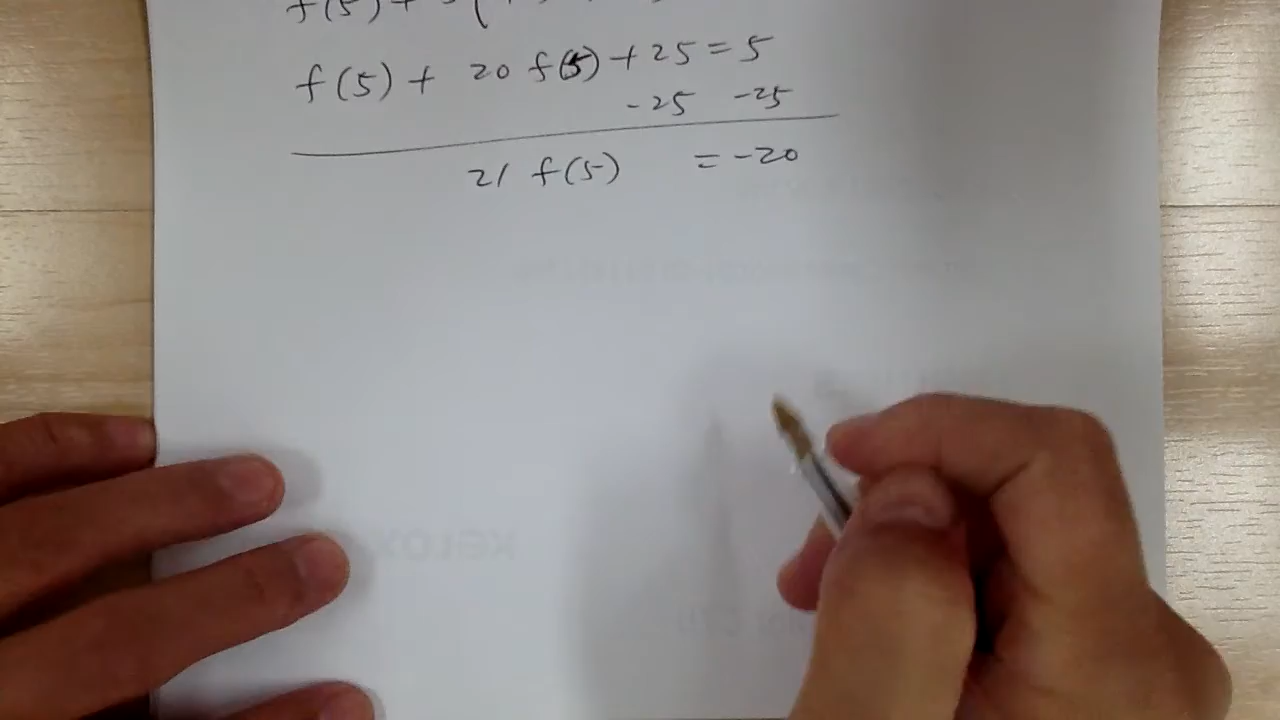 f(5) + 20 f(5) + 25 = 5
-25 -25
21 f(5) = -20